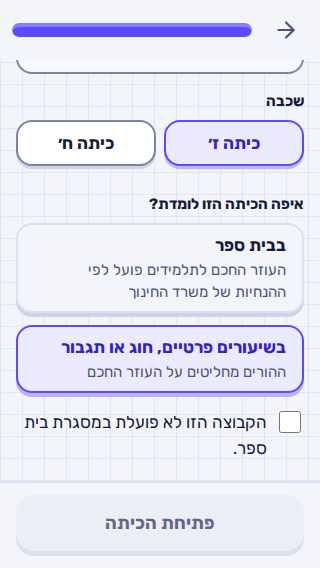 שכבה
כיתה ז׳
כיתה ח׳
איפה הכיתה הזו לומדת?
בבית ספר
העוזר החכם לתלמידים פועל לפי
ההנחיות של משרד החינוך
בשיעורים פרטיים, חוג או תגבור
ההורים מחליטים על העוזר החכם
הקבוצה הזו לא פועלת במסגרת בית
ספר.
פתיחת הכיתה